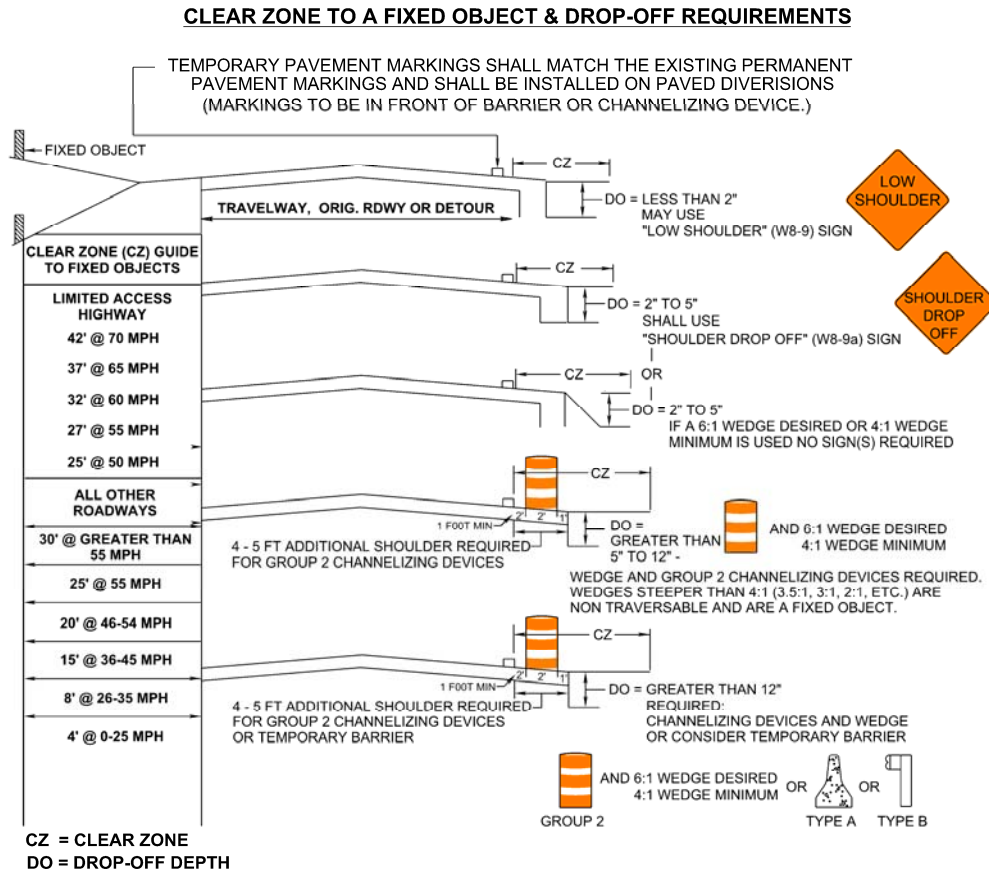 CLEAR ZONE TO A FIXED OBJECT & DROP-OFF REQUIREMENTS
TEMPORARY PAVEMENT MARKINGS SHALL MATCH THE EXISTING PERMANENT
PAVEMENT MARKINGS AND SHALL BE INSTALLED ON PAVED DIVERISIONS
(MARKINGS TO BE IN FRONT OF BARRIER OR CHANNELIZING DEVICE.)
FIXED OBJECT
CZ
TRAVELWAY, ORIG. RDWY OR DETOUR
DO = LESS THAN 2"
MAY USE
"LOW SHOULDER" (W8-9) SIGN
LOW
SHOULDER
CLEAR ZONE (CZ) GUIDE
TO FIXED OBJECTS
LIMITED ACCESS
HIGHWAY
42' @ 70 MPH
37' @ 65 MPH
32' @ 60 MPH
27' @ 55 MPH
25' @ 50 MPH
ALL OTHER
ROADWAYS
30' @ GREATER THAN
55 MPH
25' @ 55 MPH
20' @ 46-54 MPH
15' @ 36-45 MPH
8' @ 26-35 MPH
4' @ 0-25 MPH
CZ
DO = 2" TO 5"
SHALL USE
"SHOULDER DROP OFF" (W8-9a) SIGN
SHOULDER
DROP
OFF
OR
CZ
DO = 2" TO 5"
IF A 6:1 WEDGE DESIRED OR 4:1 WEDGE
MINIMUM IS USED NO SIGN(S) REQUIRED
CZ
2' 2' 1'
1 FOOT MIN
4 - 5 FT ADDITIONAL SHOULDER REQUIRED
FOR GROUP 2 CHANNELIZING DEVICES
DO =
GREATER THAN
5" TO 12" -
AND 6:1 WEDGE DESIRED
4:1 WEDGE MINIMUM
WEDGE AND GROUP 2 CHANNELIZING DEVICES REQUIRED.
WEDGES STEEPER THAN 4:1 (3.5:1, 3:1, 2:1, ETC.) ARE
NON TRAVERSABLE AND ARE A FIXED OBJECT.
CZ
2' 2' 1'
1 FOOT MIN
4 - 5 FT ADDITIONAL SHOULDER REQUIRED
FOR GROUP 2 CHANNELIZING DEVICES
OR TEMPORARY BARRIER
DO = GREATER THAN 12"
REQUIRED:
CHANNELIZING DEVICES AND WEDGE
OR CONSIDER TEMPORARY BARRIER
AND 6:1 WEDGE DESIRED
4:1 WEDGE MINIMUM
OR
OR
GROUP 2
TYPE A
TYPE B
CZ = CLEAR ZONE
DO = DROP-OFF DEPTH